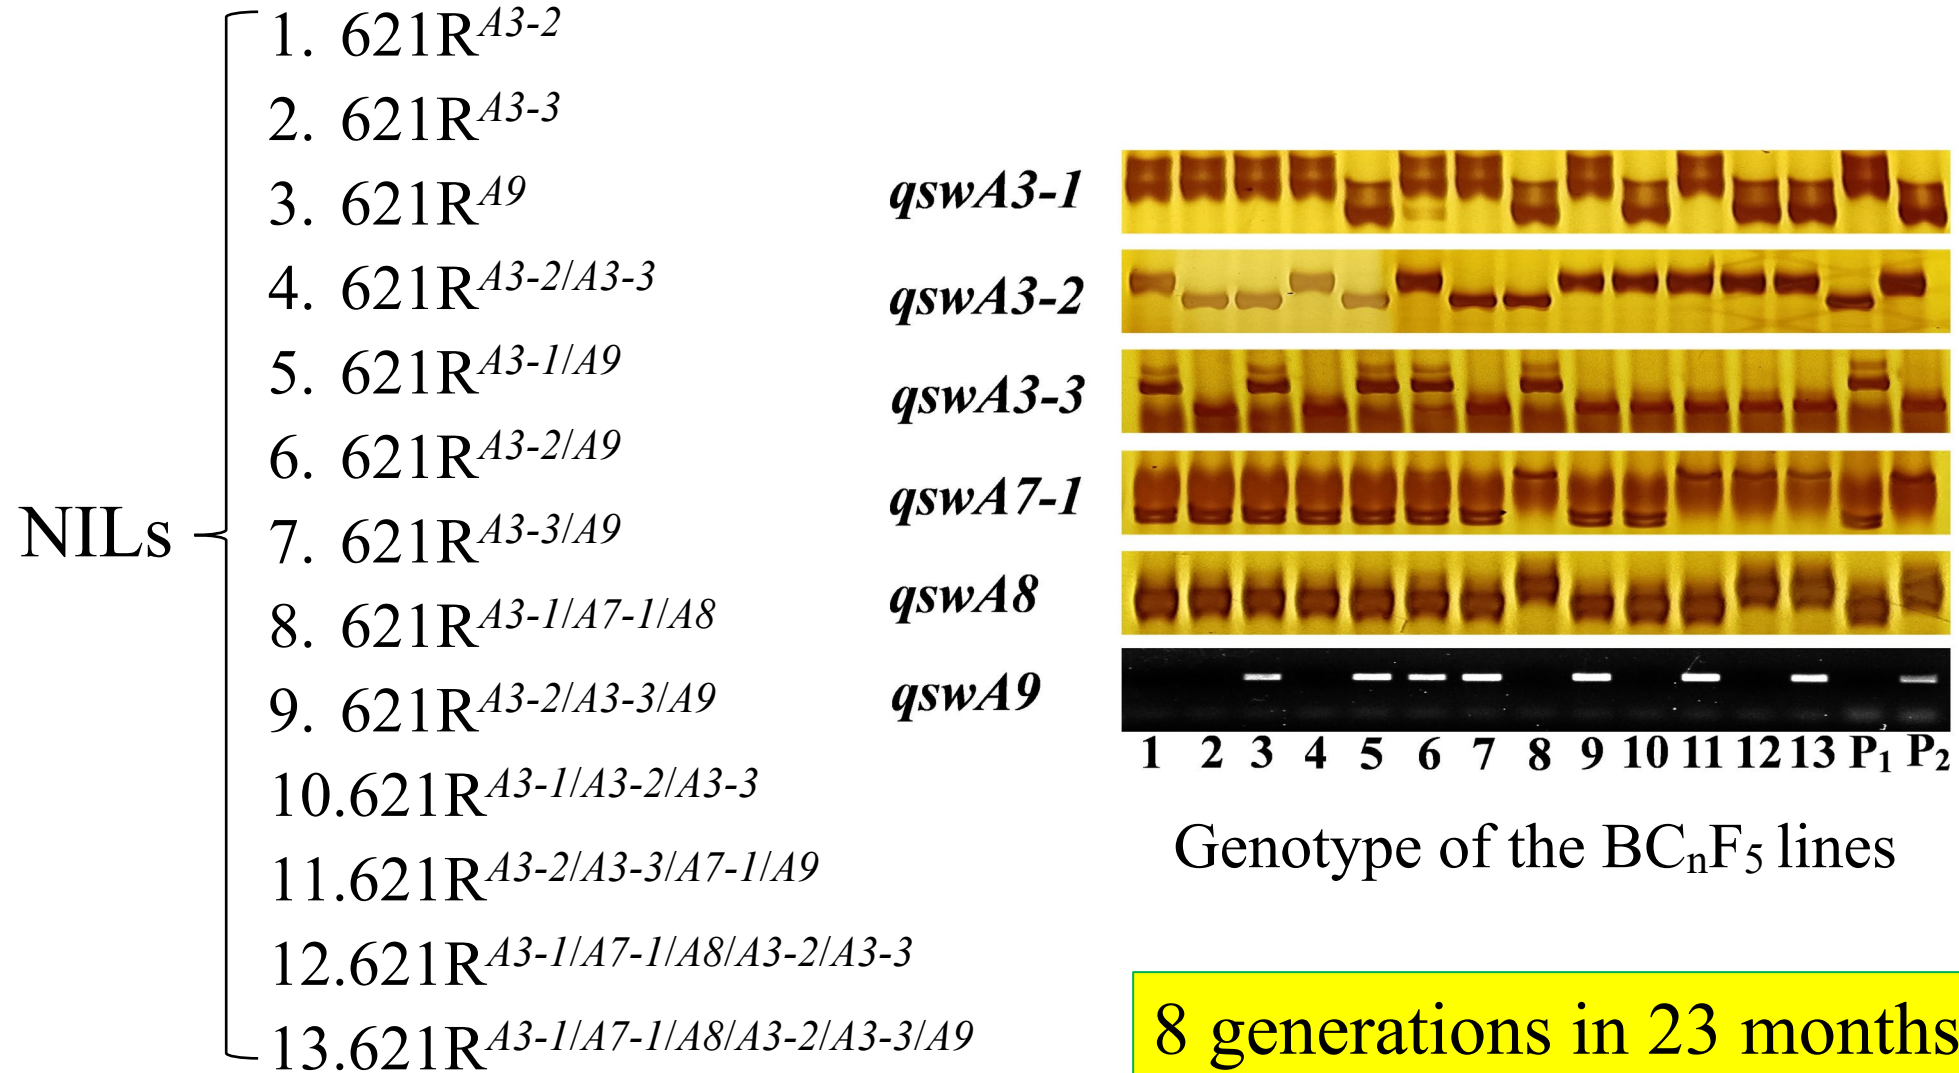 NILs
1. 621R^A3-2
2. 621R^A3-3
3. 621R^A9
4. 621R^A3-2/A3-3
5. 621R^A3-1/A9
6. 621R^A3-2/A9
7. 621R^A3-3/A9
8. 621R^A3-1/A7-1/A8
9. 621R^A3-2/A3-3/A9
10.621R^A3-1/A3-2/A3-3
11.621R^A3-2/A3-3/A7-1/A9
12.621R^A3-1/A7-1/A8/A3-2/A3-3
13.621R^A3-1/A7-1/A8/A3-2/A3-3/A9
qswA3-1
qswA3-2
qswA3-3
qswA7-1
qswA8
qswA9
1 2 3 4 5 6 7 8 9 10 11 12 13 P₁ P₂
Genotype of the BCₙF₅ lines
8 generations in 23 months